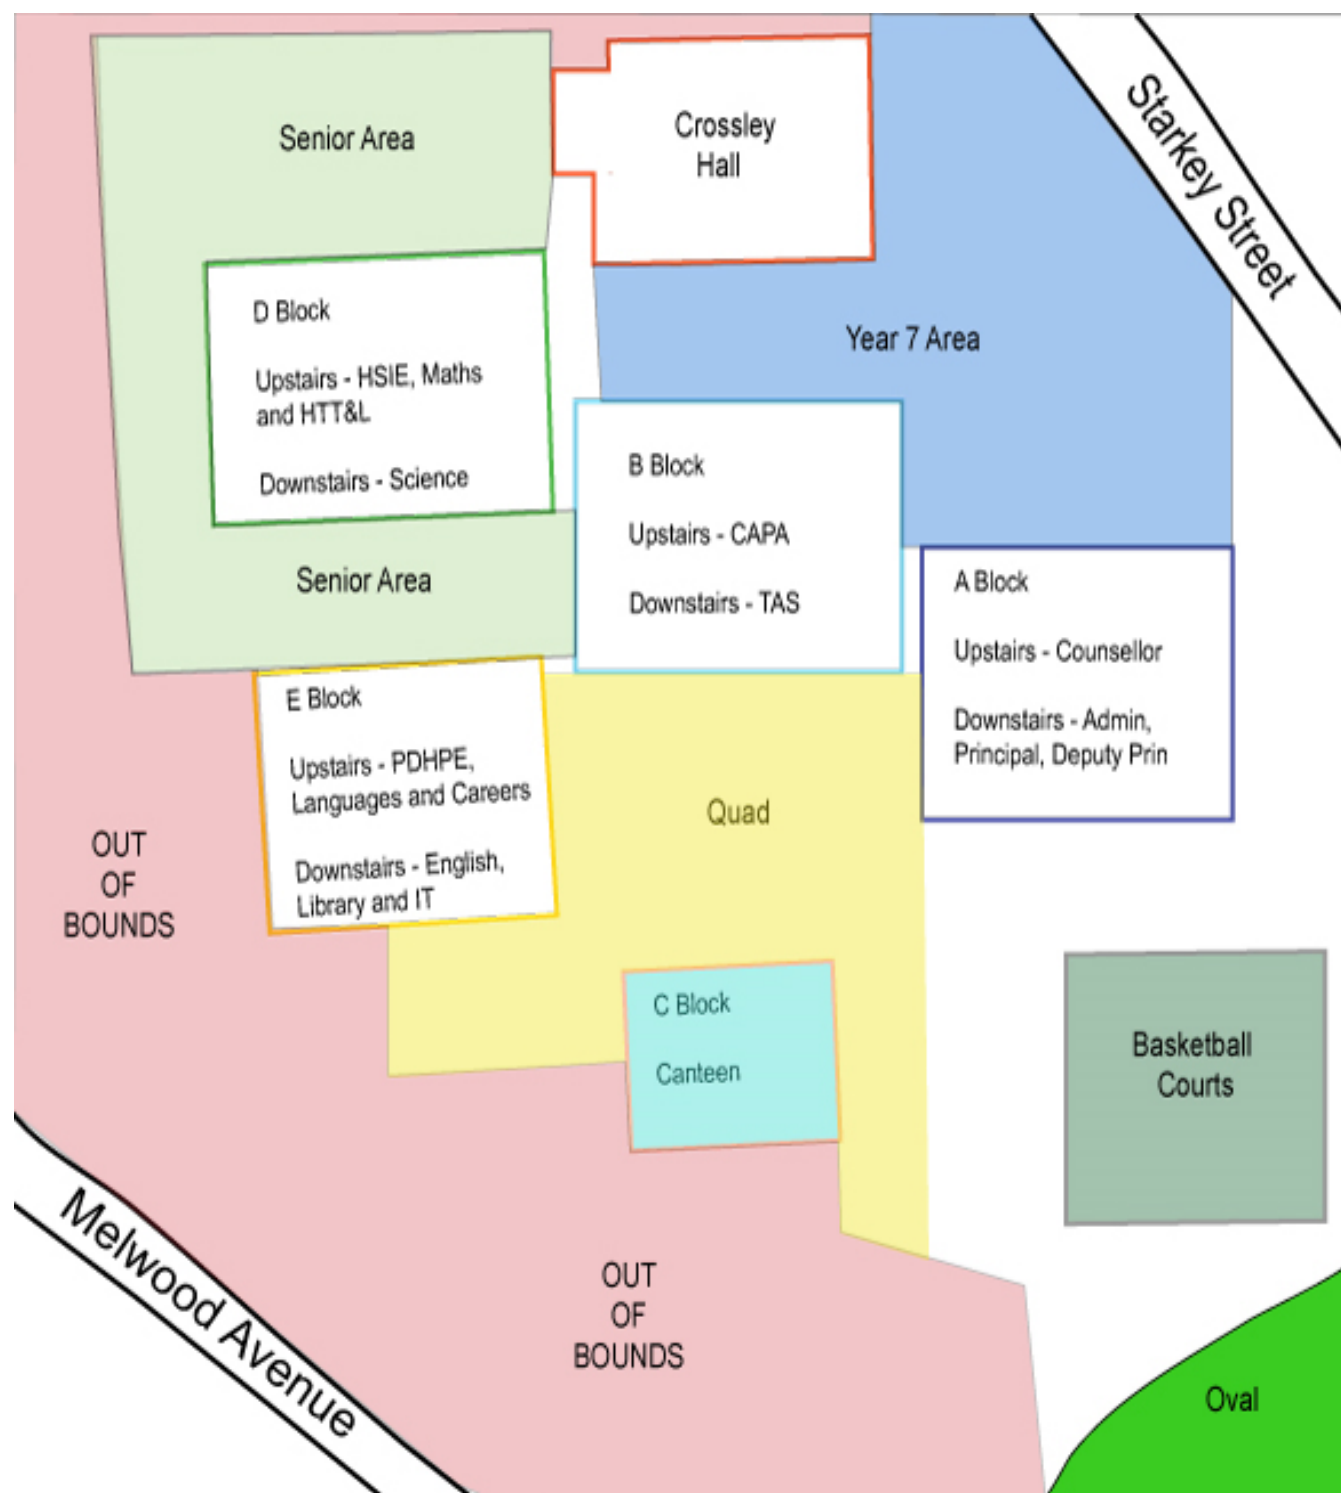 Senior Area
Crossley
Hall
Starkey Street
D Block
Upstairs - HSIE, Maths
and HTT&L
Downstairs - Science
Year 7 Area
B Block
Upstairs - CAPA
Downstairs - TAS
Senior Area
A Block
Upstairs - Counsellor
Downstairs - Admin,
Principal, Deputy Prin
E Block
Upstairs - PDHPE,
Languages and Careers
Downstairs - English,
Library and IT
Quad
OUT
OF
BOUNDS
C Block
Canteen
Basketball
Courts
Melwood Avenue
OUT
OF
BOUNDS
Oval